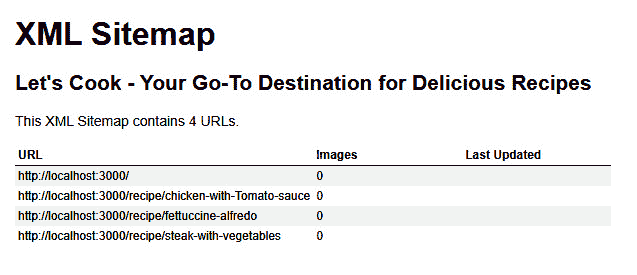 XML Sitemap
Let's Cook - Your Go-To Destination for Delicious Recipes
This XML Sitemap contains 4 URLs.
URL Images Last Updated
http://localhost:3000/ 0
http://localhost:3000/recipe/chicken-with-Tomato-sauce 0
http://localhost:3000/recipe/fettuccine-alfredo 0
http://localhost:3000/recipe/steak-with-vegetables 0